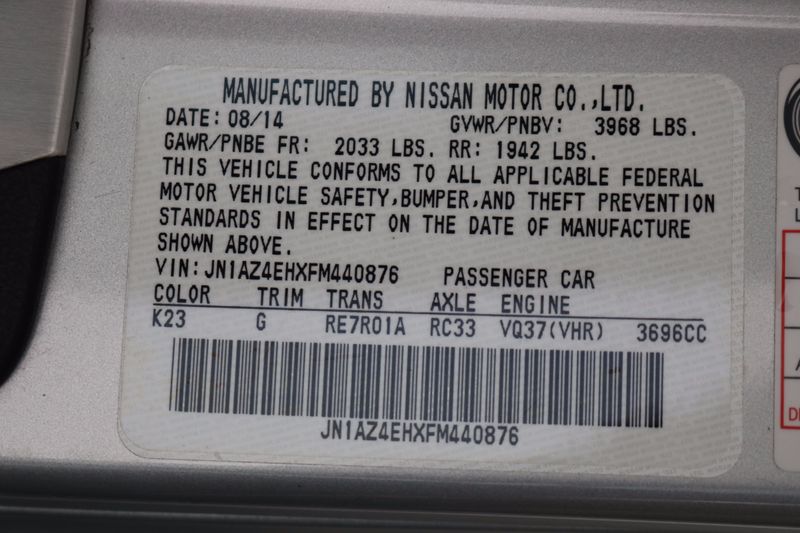 MANUFACTURED BY NISSAN MOTOR CO.,LTD.
DATE: 08/14 GVWR/PNBV: 3968 LBS.
GAWR/PNBE FR: 2033 LBS. RR: 1942 LBS.
THIS VEHICLE CONFORMS TO ALL APPLICABLE FEDERAL
MOTOR VEHICLE SAFETY,BUMPER,AND THEFT PREVENTION
STANDARDS IN EFFECT ON THE DATE OF MANUFACTURE
SHOWN ABOVE.
VIN:JN1AZ4EHXFM440876 PASSENGER CAR
COLOR TRIM TRANS AXLE ENGINE
K23 G RE7R01A RC33 VQ37(VHR) 3696CC
JN1AZ4EHXFM440876